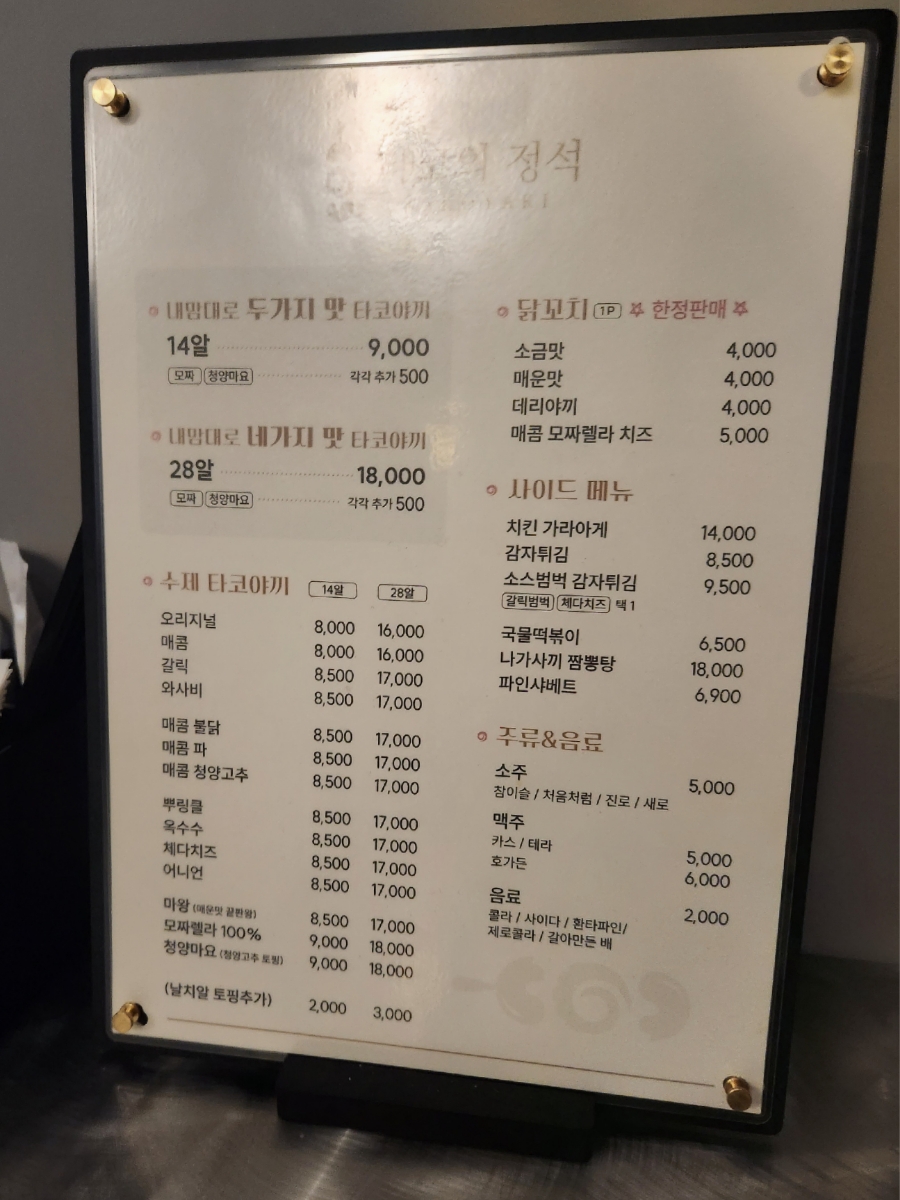 의 정석
내맘대로 두가지 맛 타코야끼
14알 9,000
모짜 청양마요 각각 추가 500
내맘대로 네가지 맛 타코야끼
28알 18,000
모짜 청양마요 각각 추가 500
수제 타코야끼 14알 28알
오리지널 8,000 16,000
매콤 8,000 16,000
갈릭 8,500 17,000
와사비 8,500 17,000
매콤 불닭 8,500 17,000
매콤 파 8,500 17,000
매콤 청양고추 8,500 17,000
뿌링클 8,500 17,000
옥수수 8,500 17,000
체다치즈 8,500 17,000
어니언 8,500 17,000
마왕 (매운맛 끝판왕) 8,500 17,000
모짜렐라 100% 9,000 18,000
청양마요 (청양고추 토핑) 9,000 18,000
(날치알 토핑추가) 2,000 3,000
닭꼬치 1P 한정판매
소금맛 4,000
매운맛 4,000
데리야끼 4,000
매콤 모짜렐라 치즈 5,000
사이드 메뉴
치킨 가라아게 14,000
감자튀김 8,500
소스범벅 감자튀김 9,500
갈릭범벅 체다치즈 택 1
국물떡볶이 6,500
나가사끼 짬뽕탕 18,000
파인샤베트 6,900
주류&음료
소주 5,000
참이슬 / 처음처럼 / 진로 / 새로
맥주
카스 / 테라 5,000
호가든 6,000
음료 2,000
콜라 / 사이다 / 환타파인/
제로콜라 / 갈아만든 배